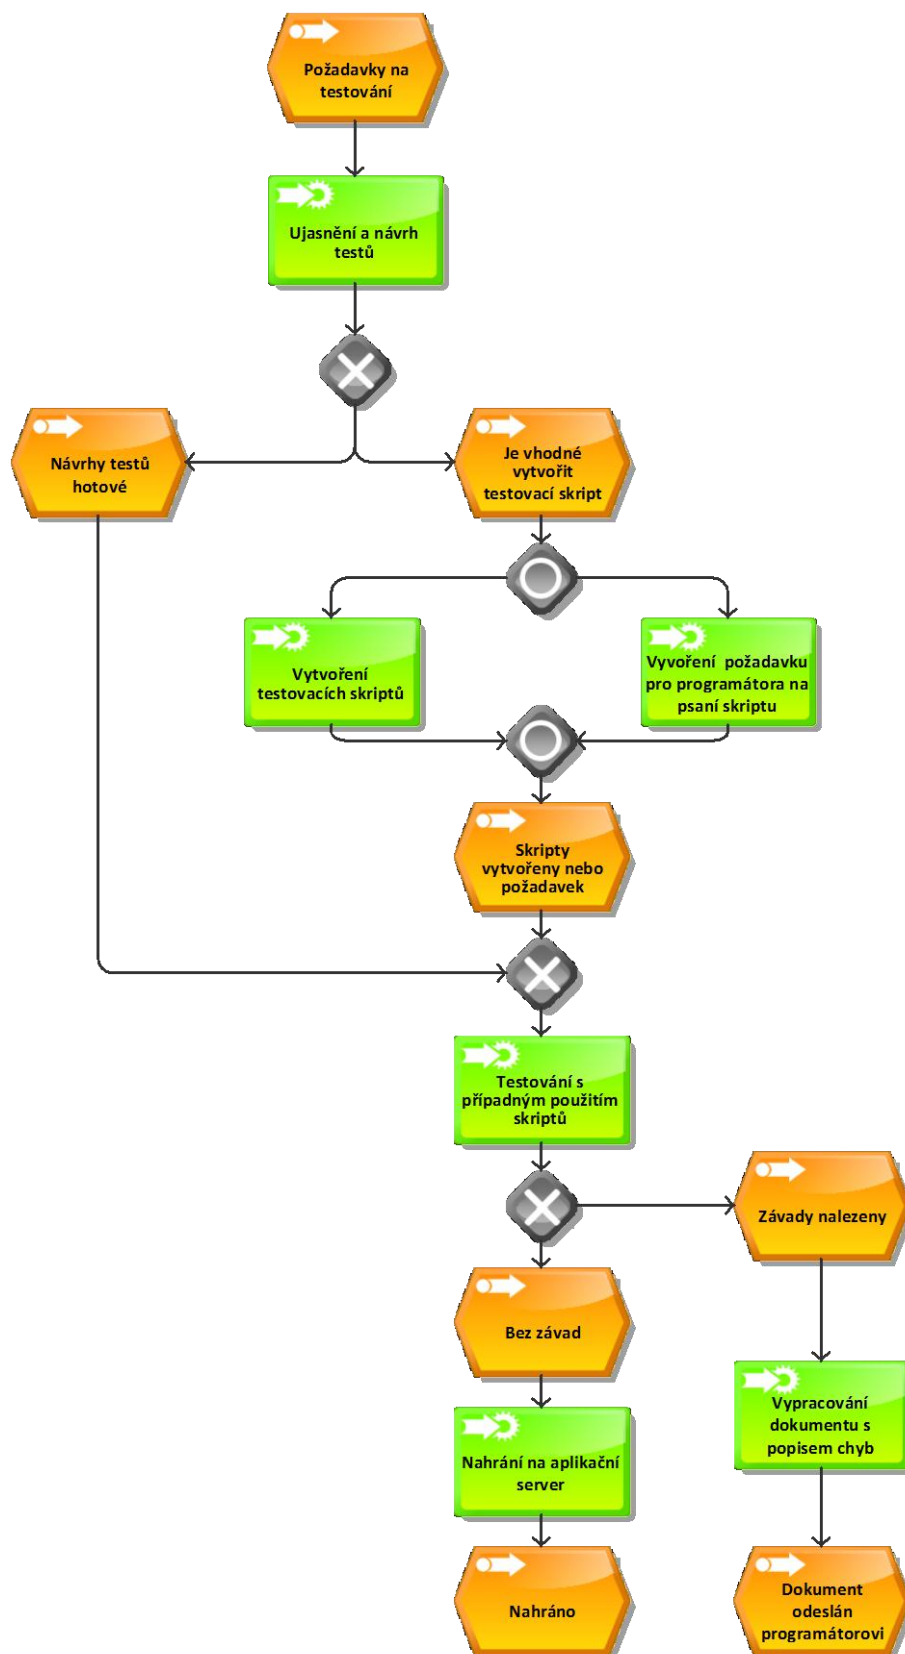 Požadavky na
testování
Ujasnění a návrh
testů
Návrhy testů
hotové
Je vhodné
vytvořit
testovací skript
Vytvoření
testovacích skriptů
Vyvoření požadavku
pro programátora na
psaní skriptu
Skripty
vytvořeny nebo
požadavek
Testování s
případným použitím
skriptů
Závady nalezeny
Bez závad
Vypracování
dokumentu s
popisem chyb
Nahrání na aplikační
server
Nahráno
Dokument
odeslán
programátorovi